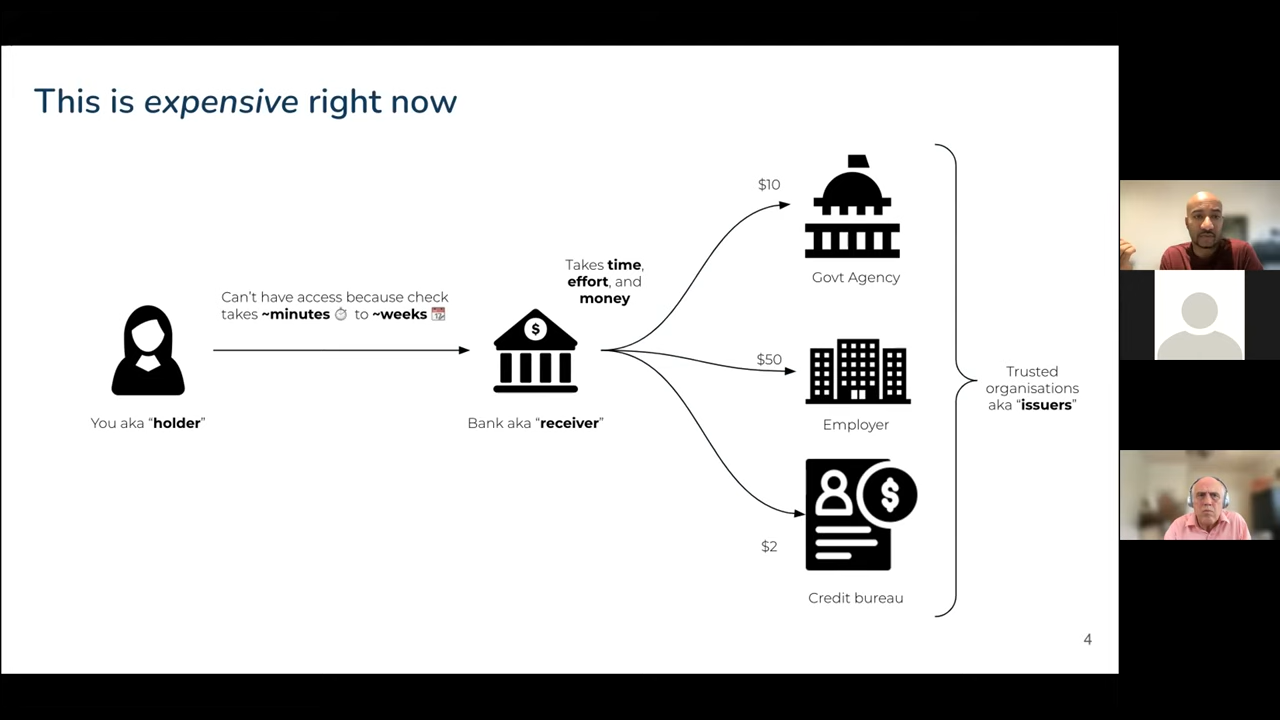 This is expensive right now
$10
Govt Agency
Takes time,
effort, and
money
Can't have access because check
takes ~minutes ⏱ to ~weeks 📆
$
$50
Trusted
organisations
aka "issuers"
You aka "holder"
Bank aka "receiver"
Employer
$
$2
Credit bureau
4